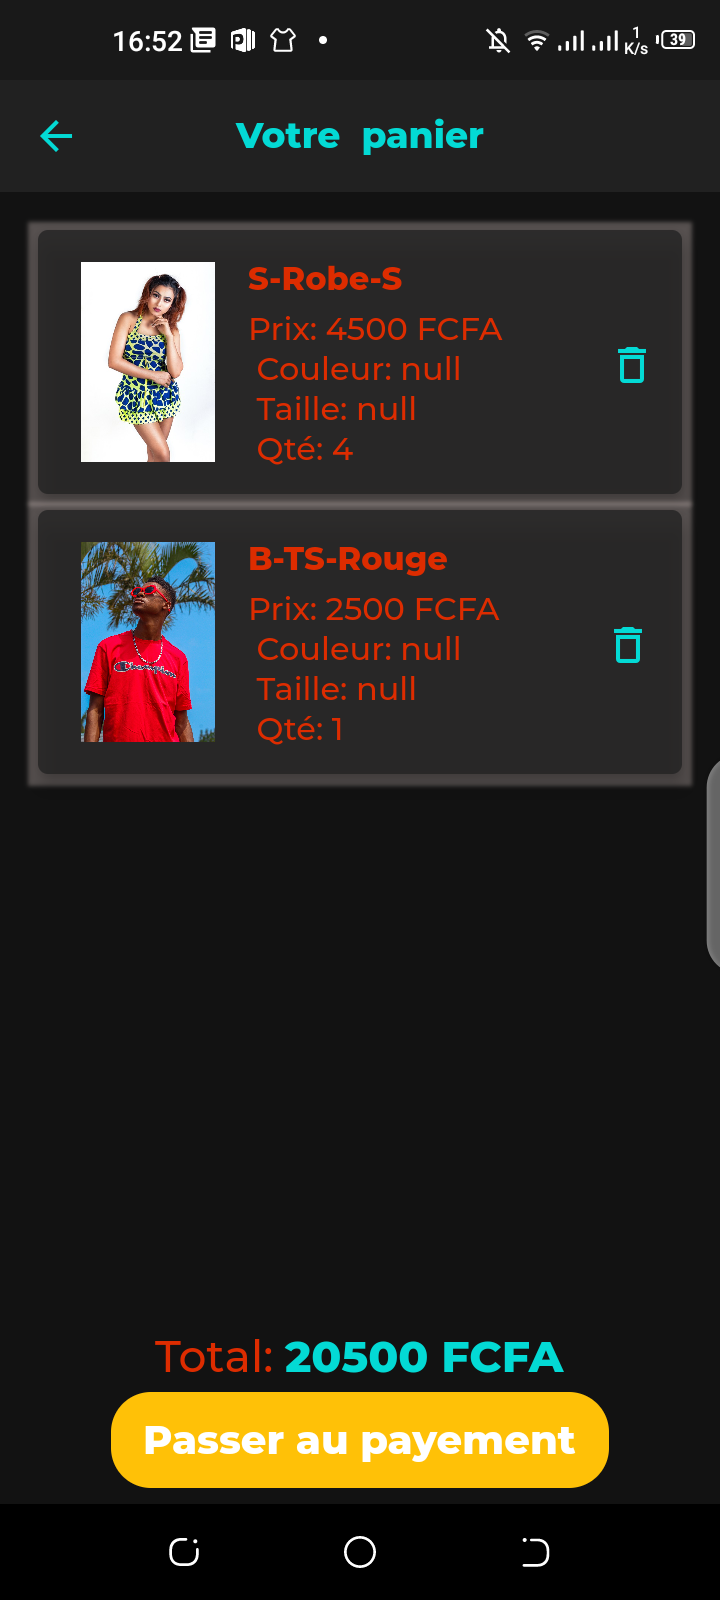 16:52
1
K/s
39
Votre panier
S-Robe-S
Prix: 4500 FCFA
Couleur: null
Taille: null
Qté: 4
B-TS-Rouge
Prix: 2500 FCFA
Couleur: null
Taille: null
Qté: 1
Champion
Total: 20500 FCFA
Passer au payement